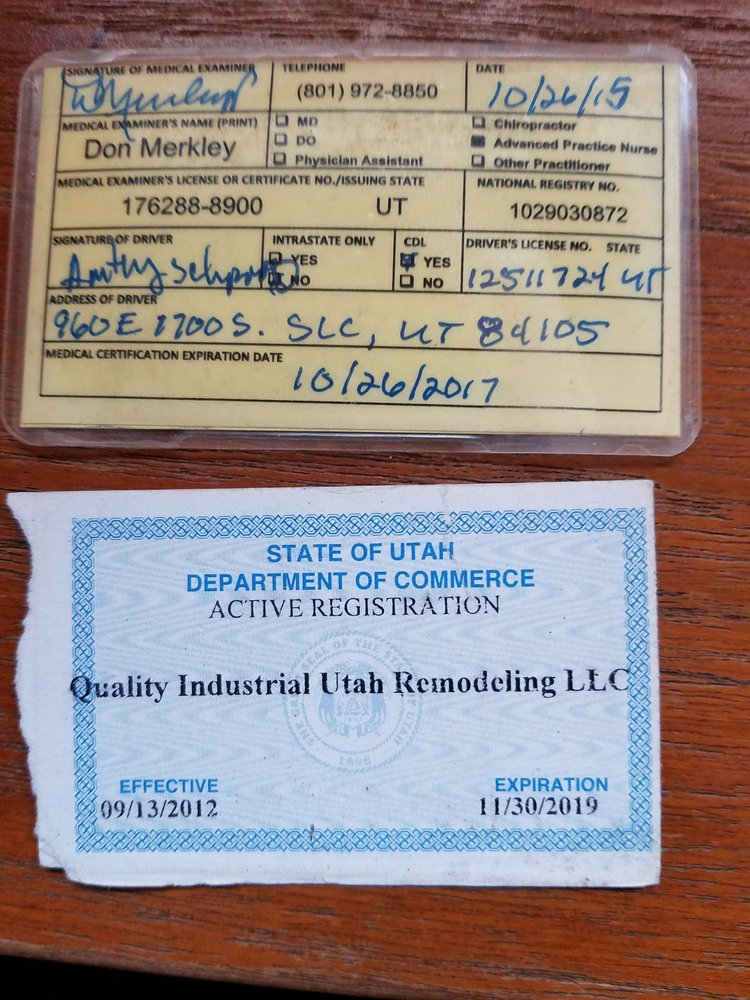 SIGNATURE OF MEDICAL EXAMINER TELEPHONE DATE
(801) 972-8850 10/26/15
MEDICAL EXAMINER'S NAME (PRINT) MD Chiropractor
Don Merkley DO Advanced Practice Nurse
Physician Assistant Other Practitioner
MEDICAL EXAMINER'S LICENSE OR CERTIFICATE NO./ISSUING STATE NATIONAL REGISTRY NO.
176288-8900 UT 1029030872
SIGNATURE OF DRIVER INTRASTATE ONLY CDL DRIVER'S LICENSE NO. STATE
YES YES 12511724 UT
NO NO
ADDRESS OF DRIVER
960 E 1700 S. SLC, UT 84105
MEDICAL CERTIFICATION EXPIRATION DATE
10/26/2017
STATE OF UTAH
DEPARTMENT OF COMMERCE
ACTIVE REGISTRATION
Quality Industrial Utah Remodeling LLC
1896
EFFECTIVE EXPIRATION
09/13/2012 11/30/2019